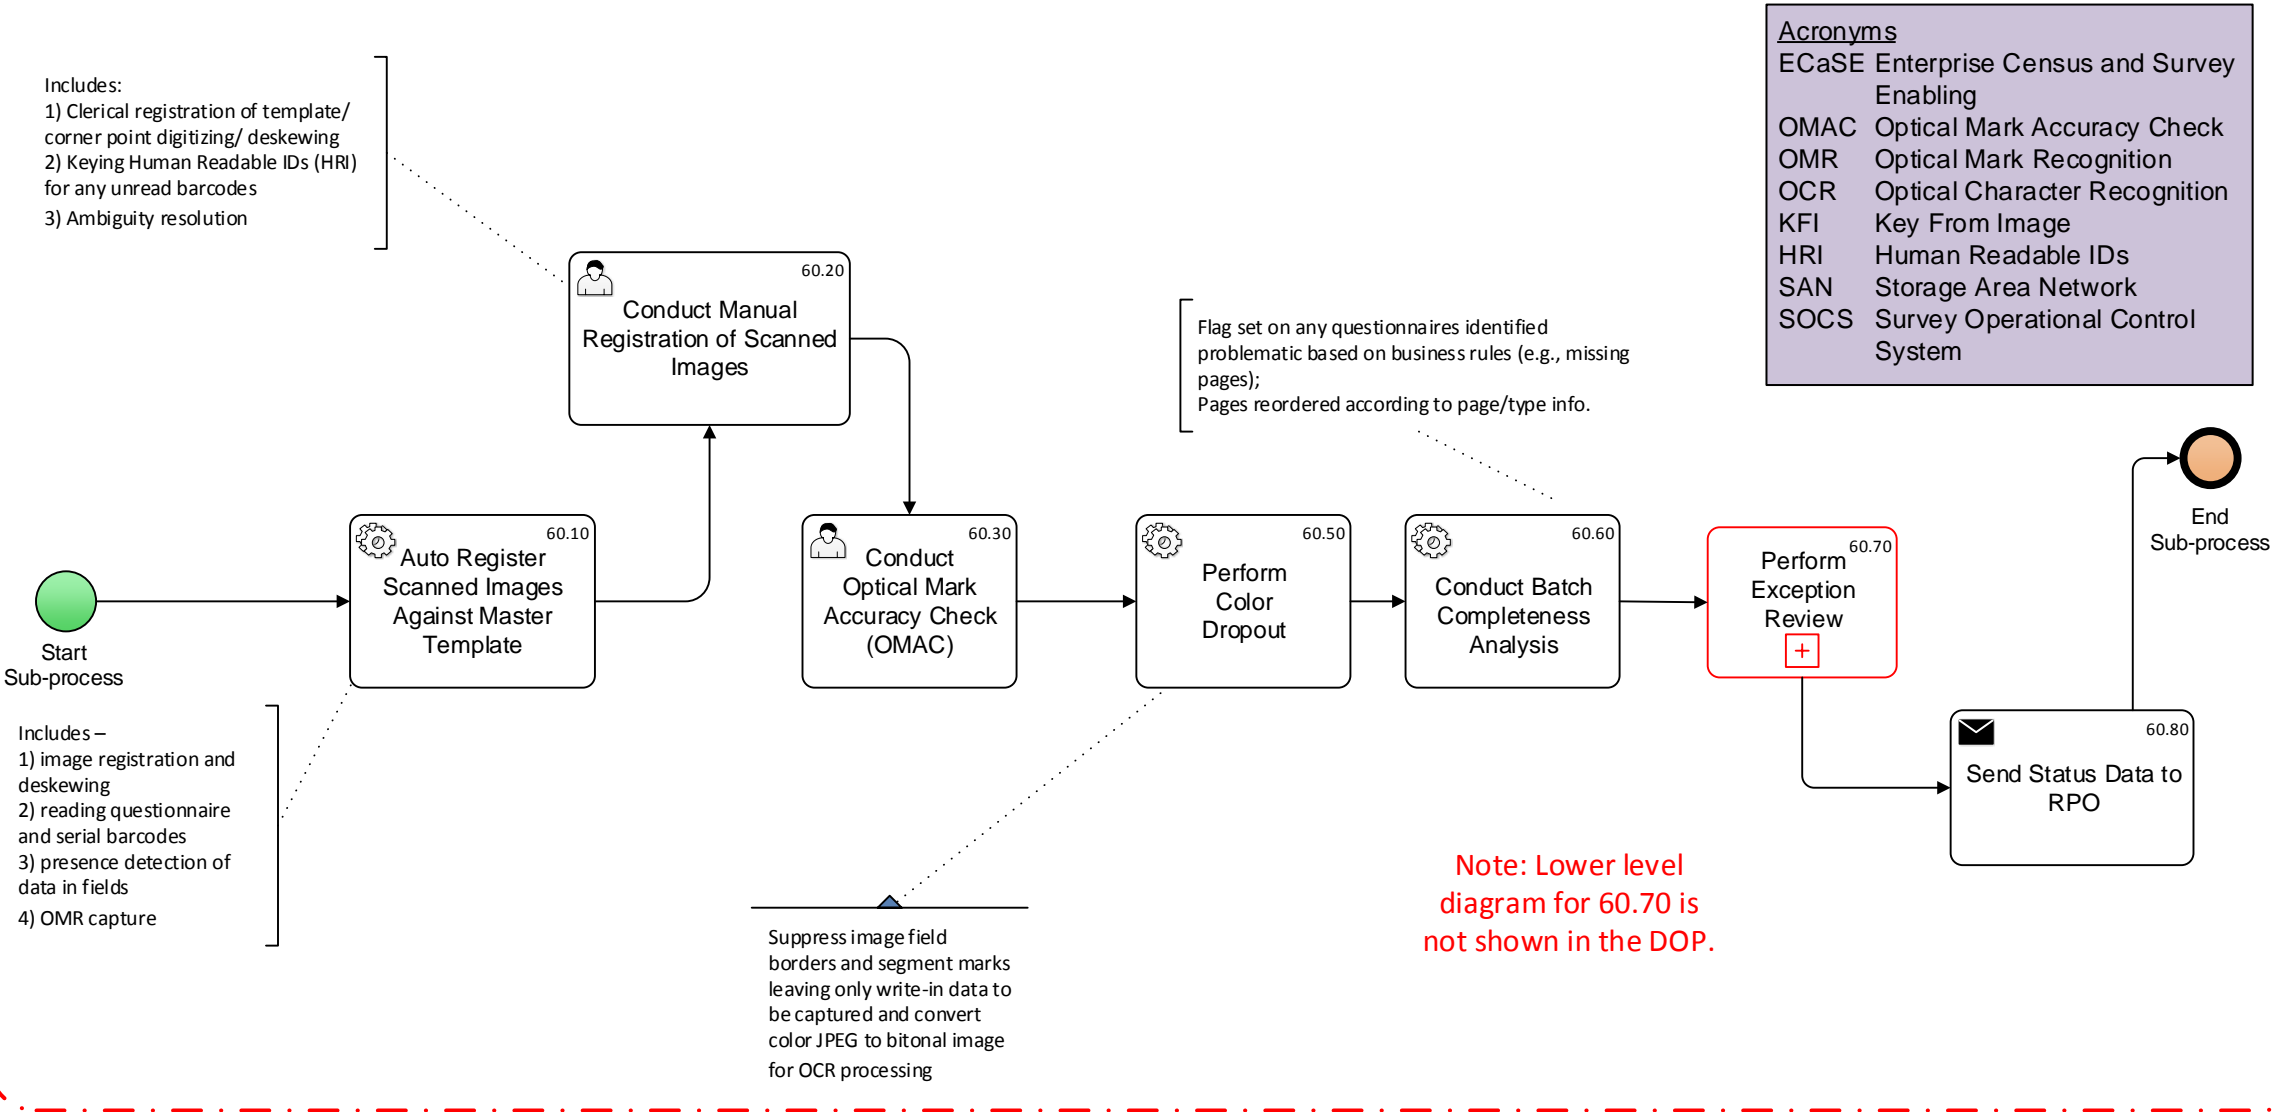 Acronyms
ECaSE Enterprise Census and Survey
Enabling
OMAC Optical Mark Accuracy Check
OMR Optical Mark Recognition
OCR Optical Character Recognition
KFI Key From Image
HRI Human Readable IDs
SAN Storage Area Network
SOCS Survey Operational Control
System
Includes:
1) Clerical registration of template/
corner point digitizing/ deskewing
2) Keying Human Readable IDs (HRI)
for any unread barcodes
3) Ambiguity resolution
60.20
Conduct Manual
Registration of Scanned
Images
Flag set on any questionnaires identified
problematic based on business rules (e.g., missing
pages);
Pages reordered according to page/type info.
Start
Sub-process
60.10
Auto Register
Scanned Images
Against Master
Template
60.30
Conduct
Optical Mark
Accuracy Check
(OMAC)
60.50
Perform
Color
Dropout
60.60
Conduct Batch
Completeness
Analysis
60.70
Perform
Exception
Review
End
Sub-process
60.80
Send Status Data to
RPO
Includes –
1) image registration and
deskewing
2) reading questionnaire
and serial barcodes
3) presence detection of
data in fields
4) OMR capture
Suppress image field
borders and segment marks
leaving only write-in data to
be captured and convert
color JPEG to bitonal image
for OCR processing
Note: Lower level
diagram for 60.70 is
not shown in the DOP.